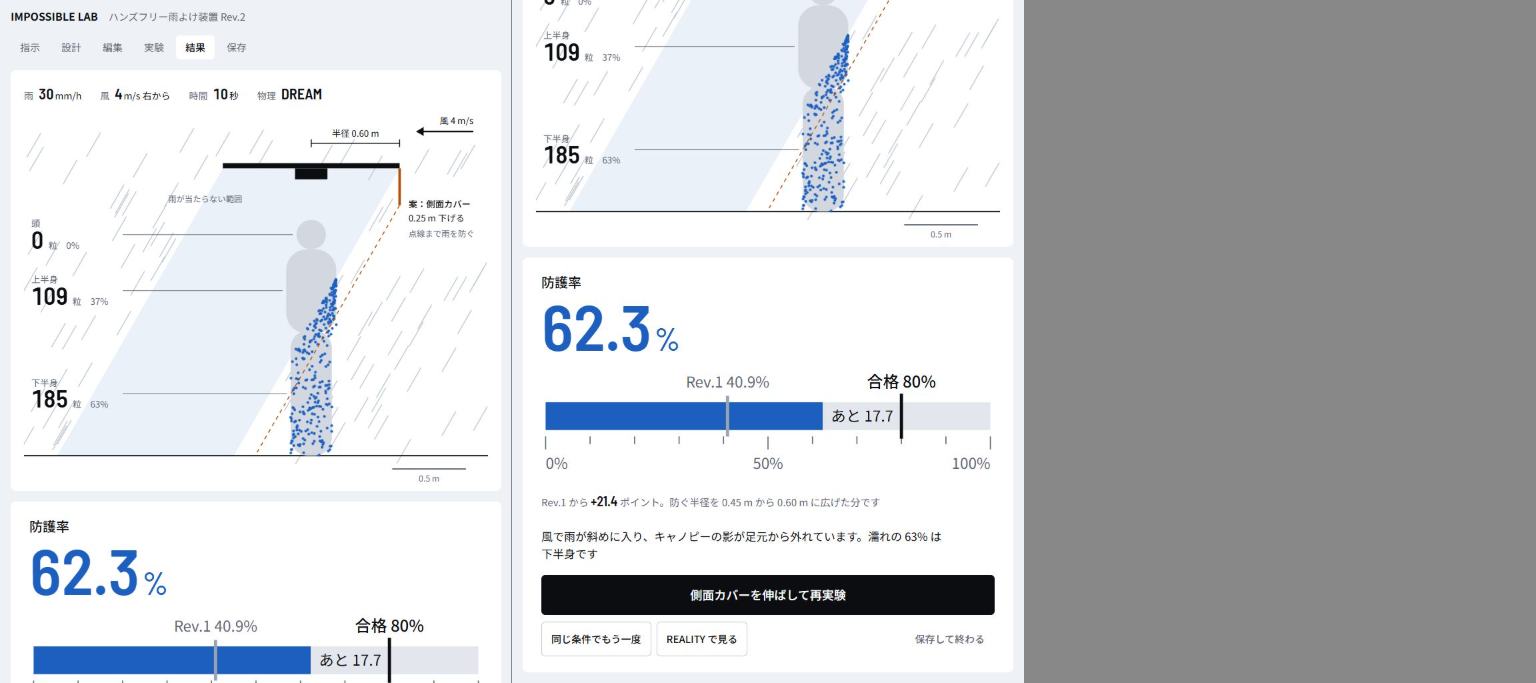 IMPOSSIBLE LAB ハンズフリー雨よけ装置 Rev.2
指示 設計 編集 実験 結果 保存
雨 30 mm/h 風 4 m/s 右から 時間 10 秒 物理 DREAM
風 4 m/s
半径 0.60 m
雨が当たらない範囲
案：側面カバー
0.25 m 下げる
点線まで雨を防ぐ
頭
0 粒 0%
上半身
109 粒 37%
下半身
185 粒 63%
0.5 m
防護率
62.3 %
Rev.1 40.9% 合格 80%
あと 17.7
0 粒 0%
上半身
109 粒 37%
下半身
185 粒 63%
0.5 m
防護率
62.3 %
Rev.1 40.9% 合格 80%
あと 17.7
0% 50% 100%
Rev.1 から +21.4 ポイント。防ぐ半径を 0.45 m から 0.60 m に広げた分です
風で雨が斜めに入り、キャノピーの影が足元から外れています。濡れの 63% は
下半身です
側面カバーを伸ばして再実験
同じ条件でもう一度 REALITY で見る 保存して終わる